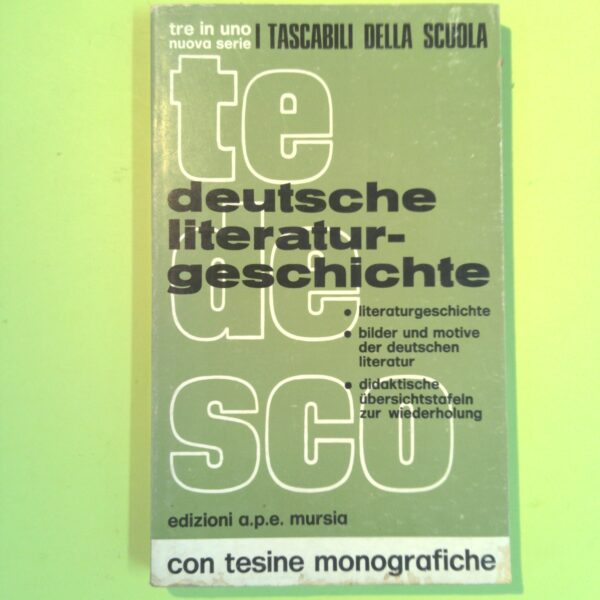 tre in uno
nuova serie
I TASCABILI DELLA SCUOLA
te
de
sco
deutsche
literatur-
geschichte
• literaturgeschichte
• bilder und motive
der deutschen
literatur
• didaktische
übersichtstafeln
zur wiederholung
edizioni a.p.e. mursia
con tesine monografiche